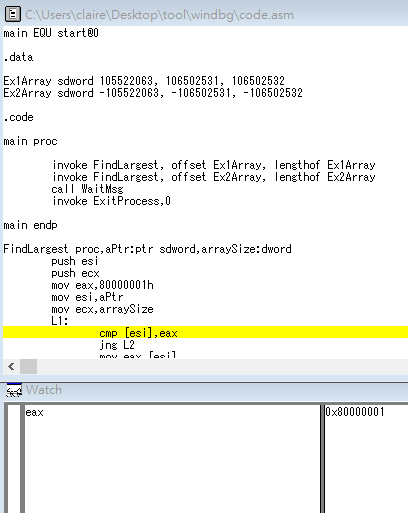 C:\Users\claire\Desktop\tool\windbg\code.asm
main EQU start@0
.data
Ex1Array sdword 105522063, 106502531, 106502532
Ex2Array sdword -105522063, -106502531, -106502532
.code
main proc
invoke FindLargest, offset Ex1Array, lengthof Ex1Array
invoke FindLargest, offset Ex2Array, lengthof Ex2Array
call WaitMsg
invoke ExitProcess,0
main endp
FindLargest proc,aPtr:ptr sdword,arraySize:dword
push esi
push ecx
mov eax,80000001h
mov esi,aPtr
mov ecx,arraySize
L1:
cmp [esi],eax
jng L2
mov eax,[esi]
Watch
eax 0x80000001